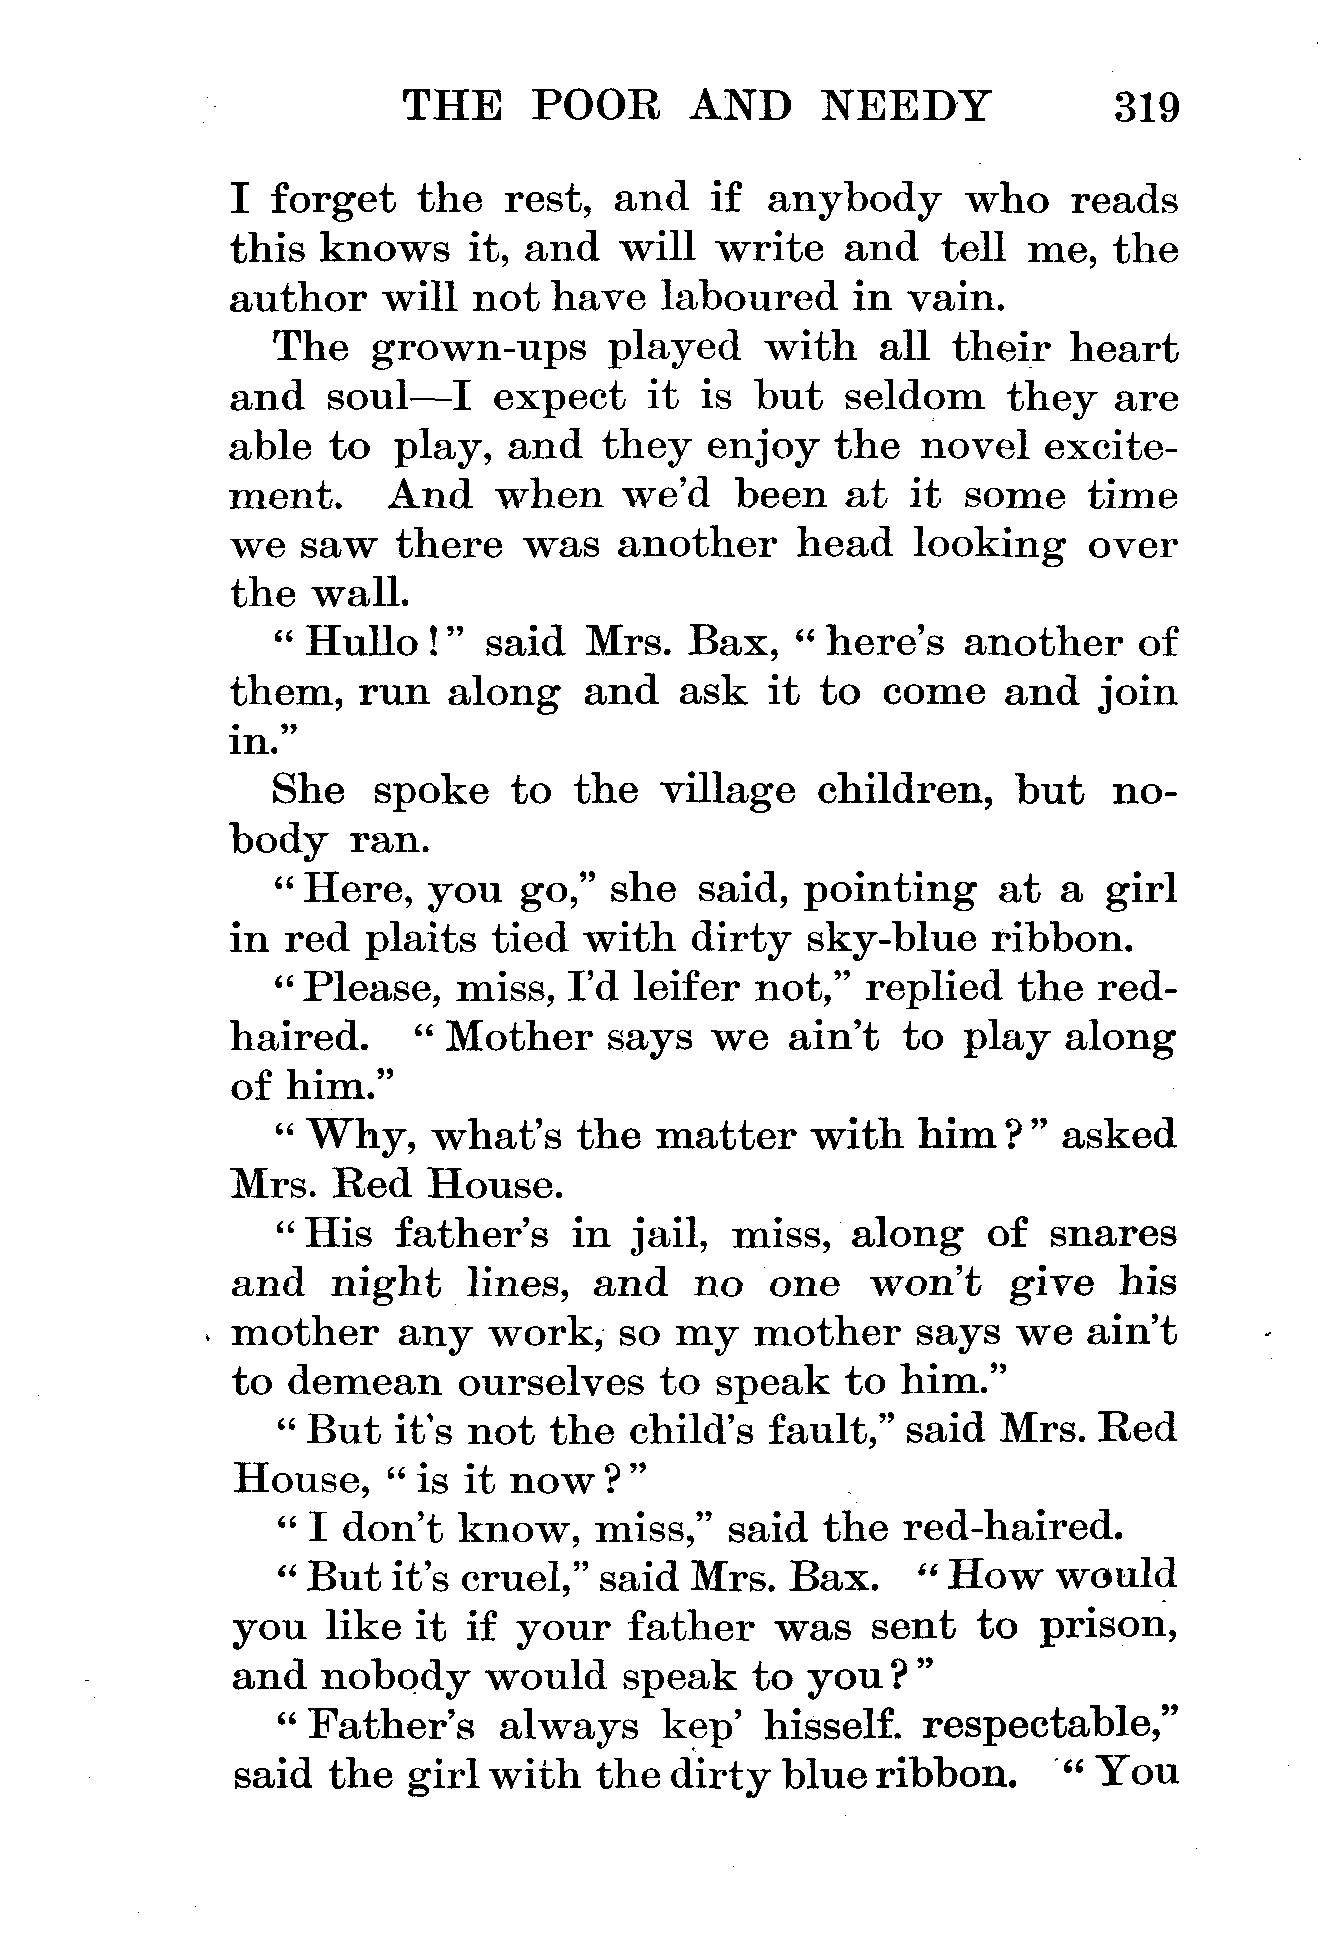 THE POOR AND NEEDY 319
I forget the rest, and if anybody who reads
this knows it, and will write and tell me, the
author will not have laboured in vain.
The grown-ups played with all their heart
and soul—I expect it is but seldom they are
able to play, and they enjoy the novel excite-
ment. And when we'd been at it some time
we saw there was another head looking over
the wall.
“ Hullo ! ” said Mrs. Bax, “ here's another of
them, run along and ask it to come and join
in.”
She spoke to the village children, but no-
body ran.
“ Here, you go,” she said, pointing at a girl
in red plaits tied with dirty sky-blue ribbon.
“ Please, miss, I'd leifer not,” replied the red-
haired. “ Mother says we ain't to play along
of him.”
“ Why, what's the matter with him ? ” asked
Mrs. Red House.
“ His father's in jail, miss, along of snares
and night lines, and no one won't give his
mother any work, so my mother says we ain't
to demean ourselves to speak to him.”
“ But it's not the child's fault,” said Mrs. Red
House, “ is it now ? ”
“ I don't know, miss,” said the red-haired.
“ But it's cruel,” said Mrs. Bax. “ How would
you like it if your father was sent to prison,
and nobody would speak to you ? ”
“ Father's always kep' hisself. respectable,”
said the girl with the dirty blue ribbon. “ You